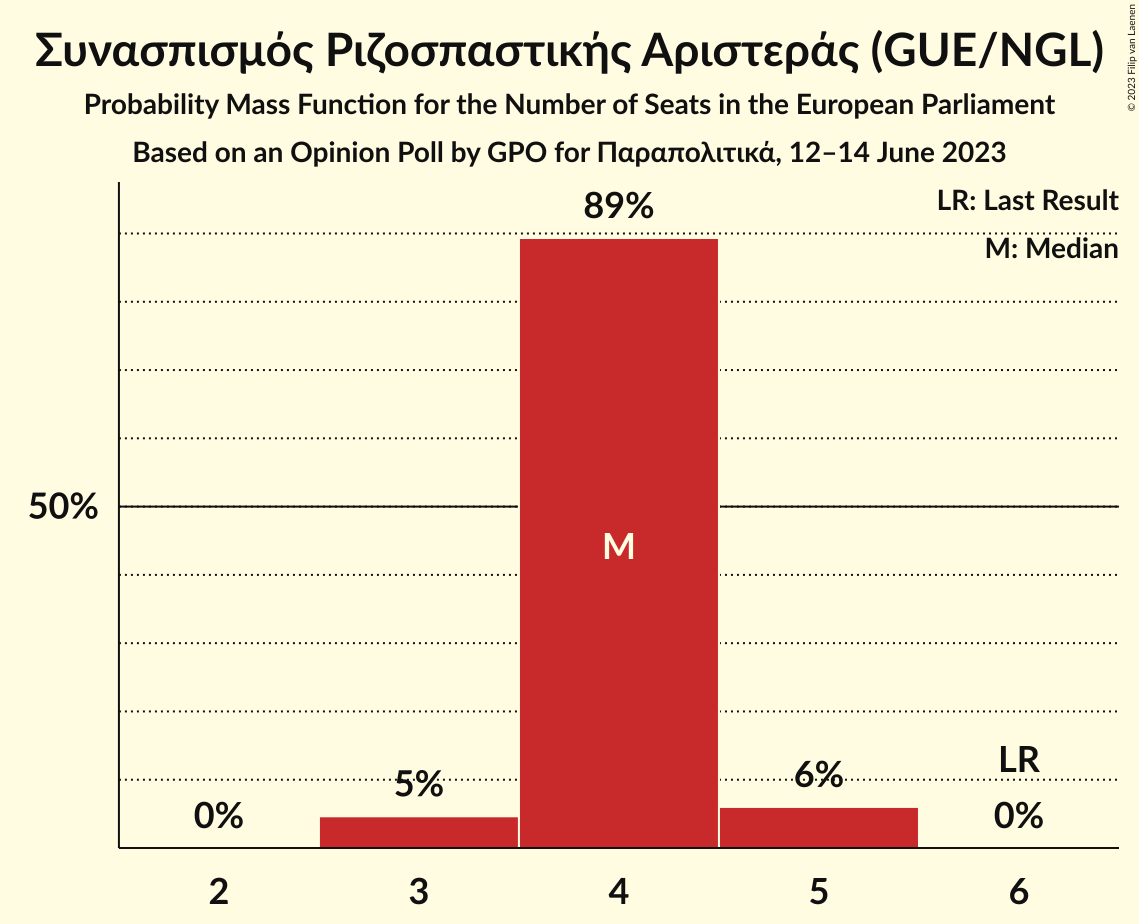 Συνασπισμός Ριζοσπαστικής Αριστεράς (GUE/NGL)
Probability Mass Function for the Number of Seats in the European Parliament
Based on an Opinion Poll by GPO for Παραπολιτικά, 12–14 June 2023
© 2023 Filip van Laenen
LR: Last Result
M: Median
89%
50%
M
LR
5%
6%
0%
0%
2
3
4
5
6